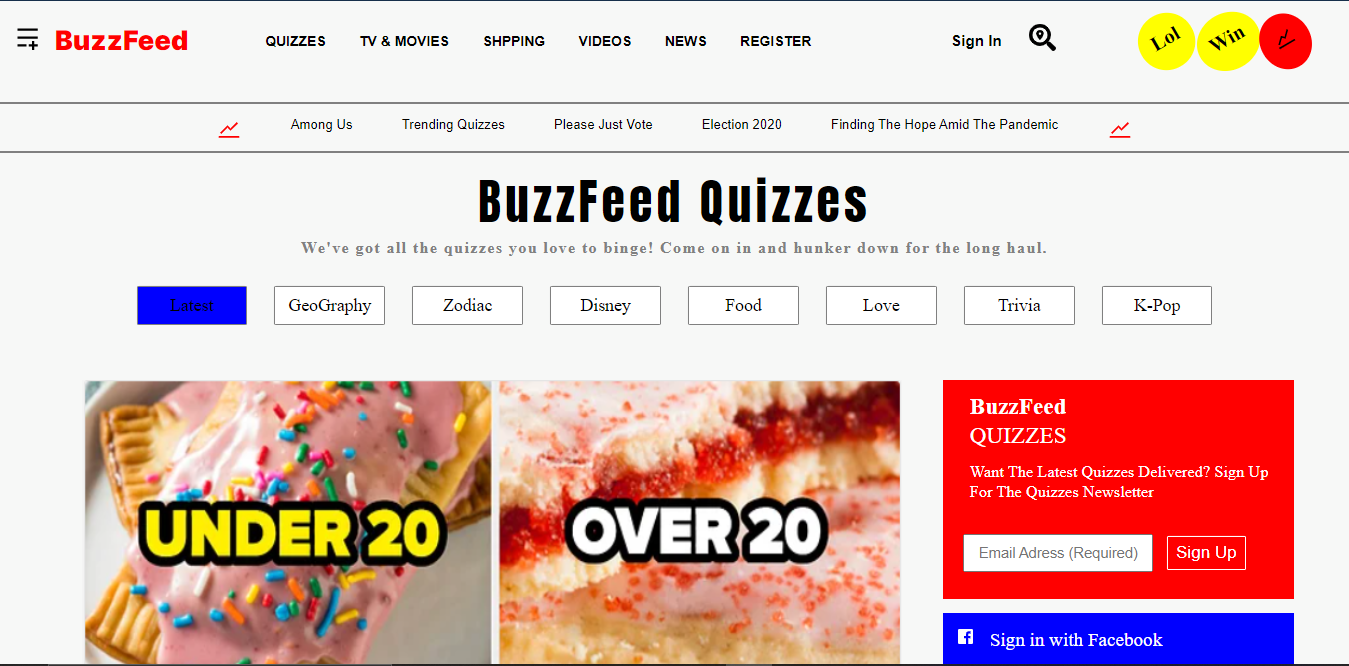 BuzzFeed
QUIZZES TV & MOVIES SHPPING VIDEOS NEWS REGISTER
Sign In
Lol Win
Among Us Trending Quizzes Please Just Vote Election 2020 Finding The Hope Amid The Pandemic
BuzzFeed Quizzes
We've got all the quizzes you love to binge! Come on in and hunker down for the long haul.
Latest GeoGraphy Zodiac Disney Food Love Trivia K-Pop
UNDER 20 OVER 20
BuzzFeed
QUIZZES
Want The Latest Quizzes Delivered? Sign Up
For The Quizzes Newsletter
Email Adress (Required) Sign Up
Sign in with Facebook